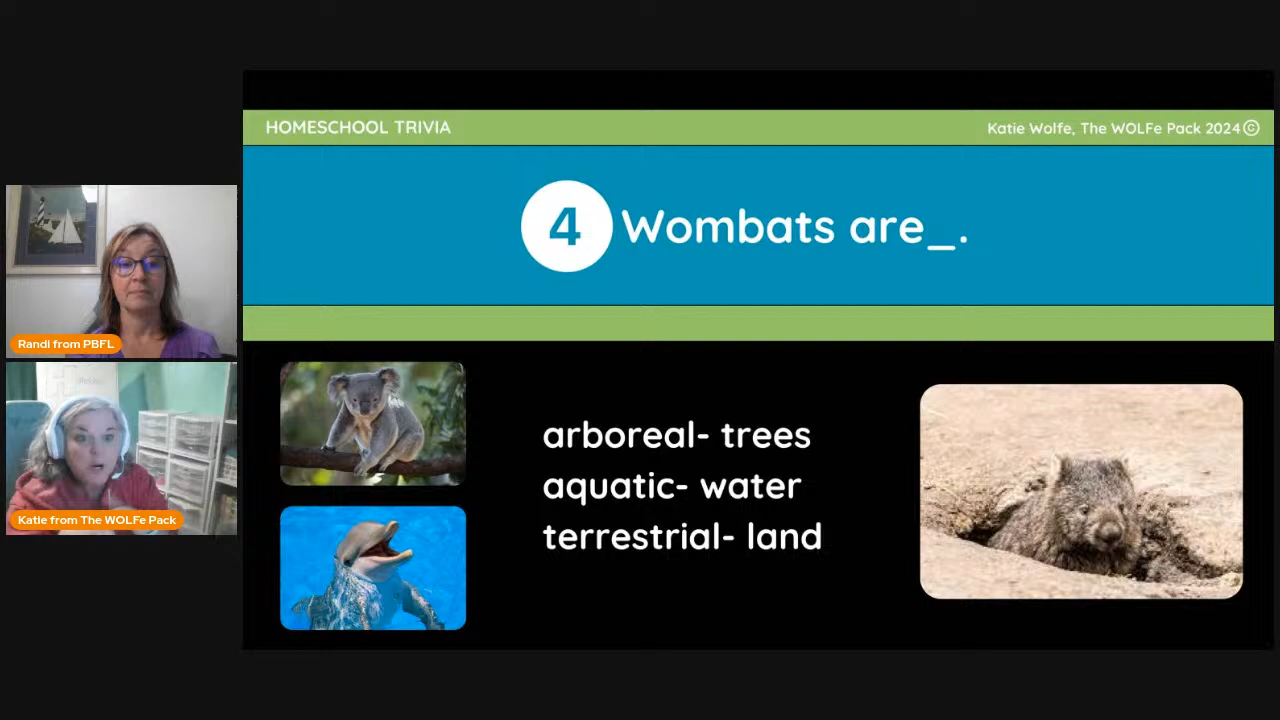 HOMESCHOOL TRIVIA
Katie Wolfe, The WOLFe Pack 2024©
4 Wombats are_.
Randi from PBFL
arboreal- trees
aquatic- water
terrestrial- land
Katie from The WOLFe Pack